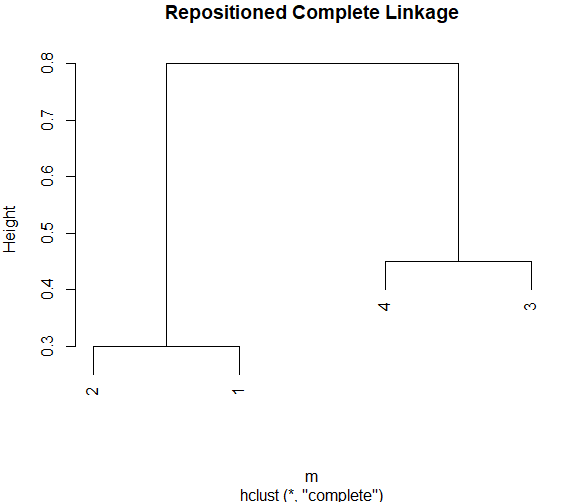 Repositioned Complete Linkage
Height
0.8
0.7
0.6
0.5
0.4
0.3
4
3
2
1
m
hclust (*, "complete")